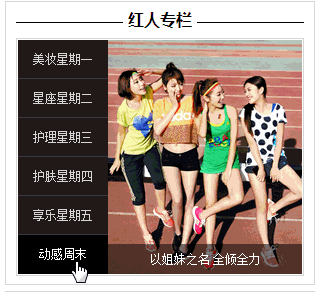 红人专栏
美妆星期一
星座星期二
护理星期三
护肤星期四
享乐星期五
动感周末
以姐妹之名 全倾全力